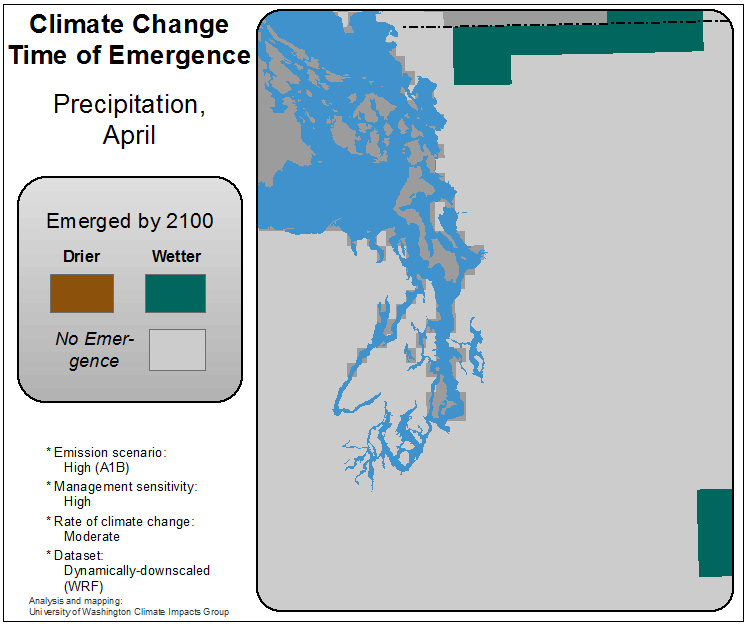 Climate Change
Time of Emergence
Precipitation,
April
Emerged by 2100
Drier Wetter
No Emer-
gence
* Emission scenario:
High (A1B)
* Management sensitivity:
High
* Rate of climate change:
Moderate
* Dataset:
Dynamically-downscaled
(WRF)
Analysis and mapping:
University of Washington Climate Impacts Group